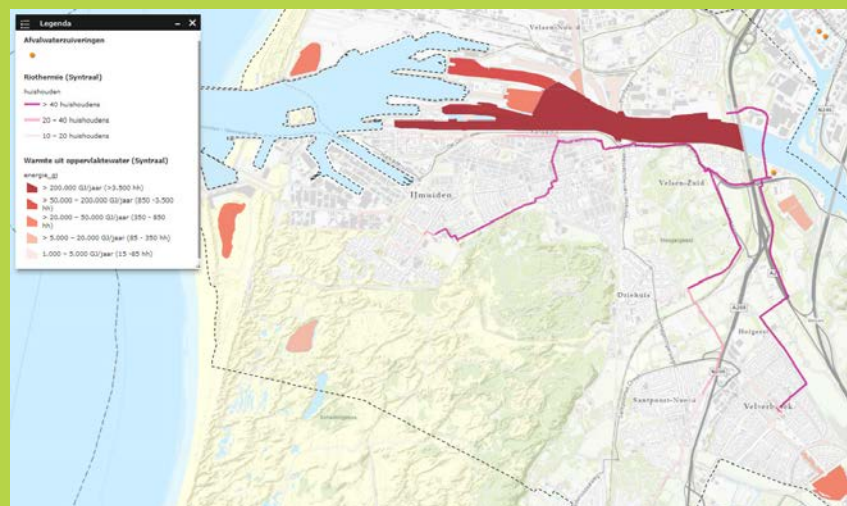 Legenda
Afvalwaterzuiveringen
Riothermie (Syntraal)
huishouden
> 40 huishoudens
20 - 40 huishoudens
10 - 20 huishoudens
Warmte uit oppervlaktewater (Syntraal)
energie_gj
> 200.000 GJ/jaar (>3.500 hh)
> 50.000 - 200.000 GJ/jaar (850 -3.500
hh)
> 20.000 - 50.000 GJ/jaar (350 - 850
hh)
> 5.000 - 20.000 GJ/jaar (85 - 350 hh)
1.000 - 5.000 GJ/jaar (15 -85 hh)
Velsen-Noord
IJmuiden
Velsen-Zuid
Driehuis
Santpoort-Noord
Velserbroek